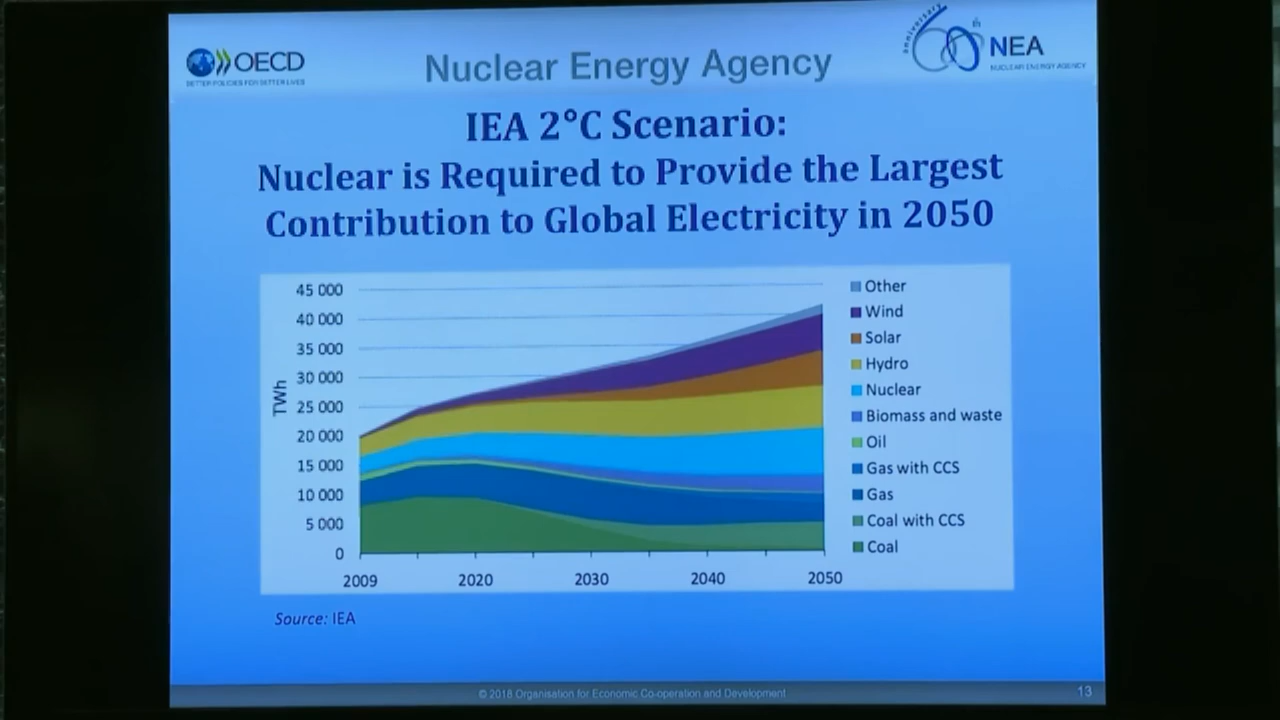 OECD
BETTER POLICIES FOR BETTER LIVES
Nuclear Energy Agency
anniversary
60th
NEA
NUCLEAR ENERGY AGENCY
IEA 2°C Scenario:
Nuclear is Required to Provide the Largest
Contribution to Global Electricity in 2050
TWh
45 000
40 000
35 000
30 000
25 000
20 000
15 000
10 000
5 000
0
2009 2020 2030 2040 2050
Other
Wind
Solar
Hydro
Nuclear
Biomass and waste
Oil
Gas with CCS
Gas
Coal with CCS
Coal
Source: IEA
© 2018 Organisation for Economic Co-operation and Development
13